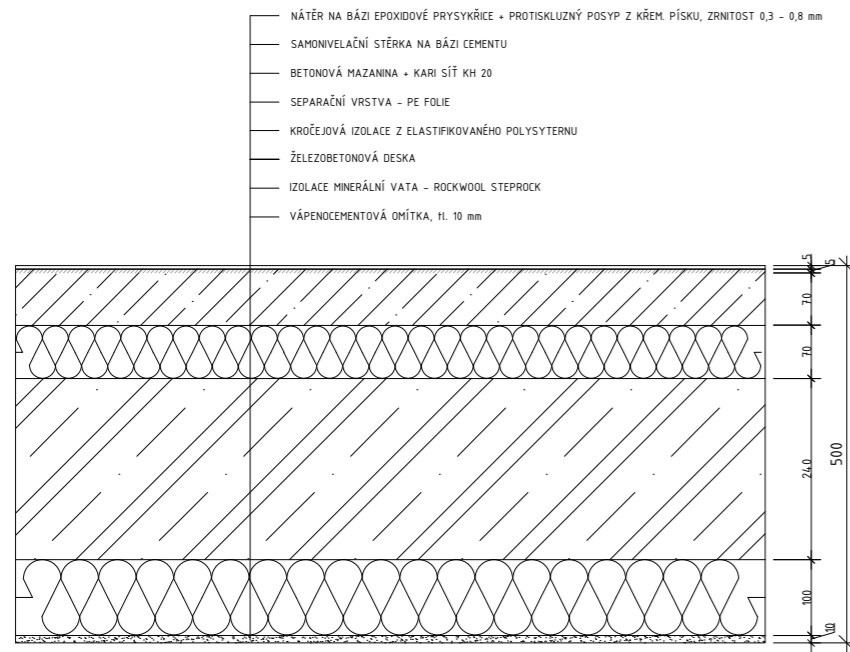 NÁTĚR NA BÁZI EPOXIDOVÉ PRYSYKŘICE + PROTISKLUZNÝ POSYP Z KŘEM. PÍSKU, ZRNITOST 0,3 - 0,8 mm
SAMONIVELAČNÍ STĚRKA NA BÁZI CEMENTU
BETONOVÁ MAZANINA + KARI SÍŤ KH 20
SEPARAČNÍ VRSTVA - PE FOLIE
KROČEJOVÁ IZOLACE Z ELASTIFIKOVANÉHO POLYSYTERNU
ŽELEZOBETONOVÁ DESKA
IZOLACE MINERÁLNÍ VATA - ROCKWOOL STEPROCK
VÁPENOCEMENTOVÁ OMÍTKA, tl. 10 mm
5
5
70
70
240
500
100
10